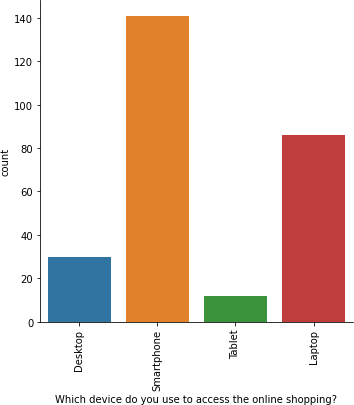 140
120
100
80
60
40
20
0
count
Desktop
Smartphone
Tablet
Laptop
Which device do you use to access the online shopping?